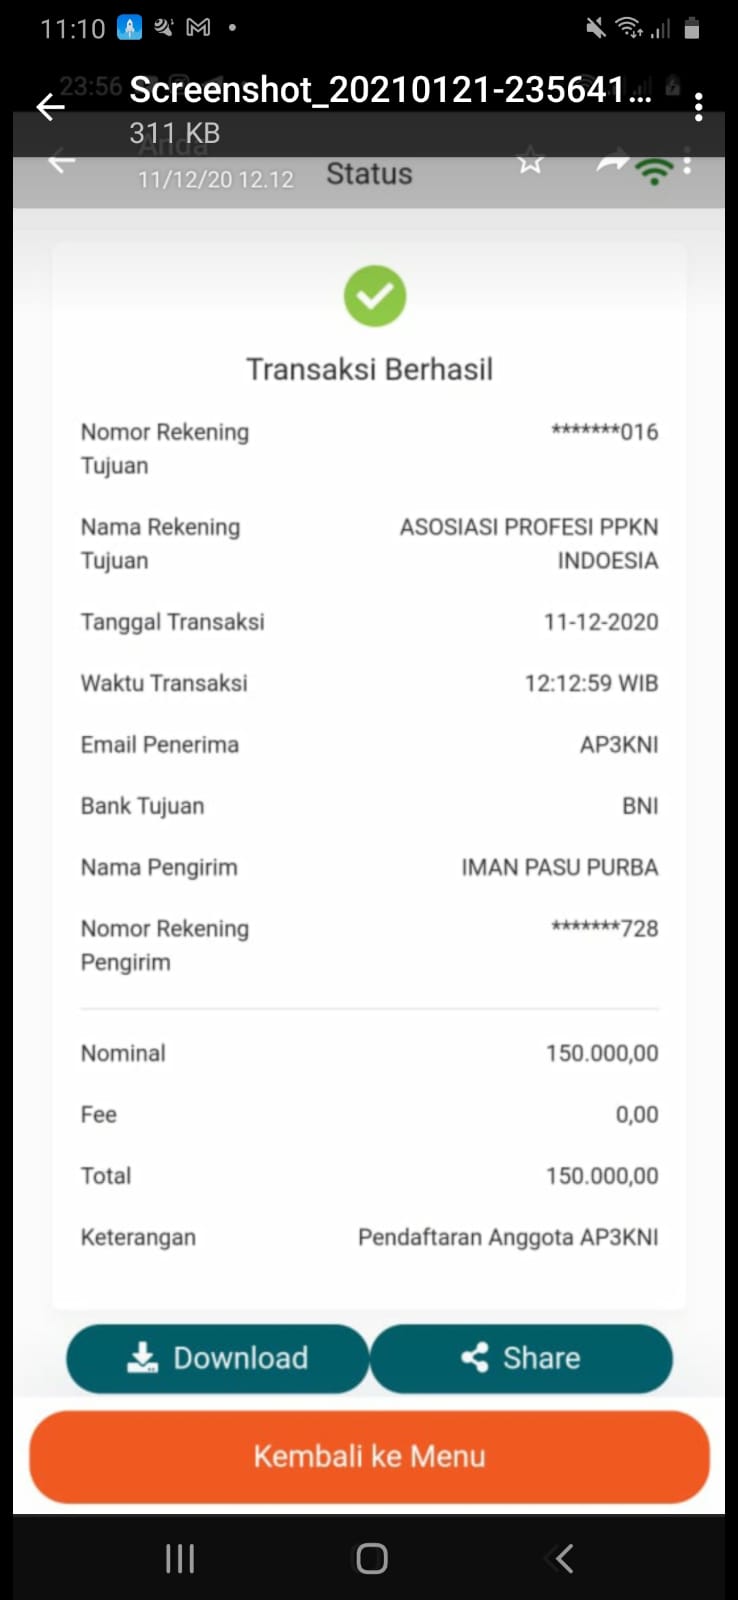 11:10
23:56
Screenshot_20210121-235641...
311 KB
Anda
11/12/20 12.12
Status
Transaksi Berhasil
Nomor Rekening Tujuan
*******016
Nama Rekening Tujuan
ASOSIASI PROFESI PPKN INDOESIA
Tanggal Transaksi
11-12-2020
Waktu Transaksi
12:12:59 WIB
Email Penerima
AP3KNI
Bank Tujuan
BNI
Nama Pengirim
IMAN PASU PURBA
Nomor Rekening Pengirim
*******728
Nominal
150.000,00
Fee
0,00
Total
150.000,00
Keterangan
Pendaftaran Anggota AP3KNI
Download
Share
Kembali ke Menu